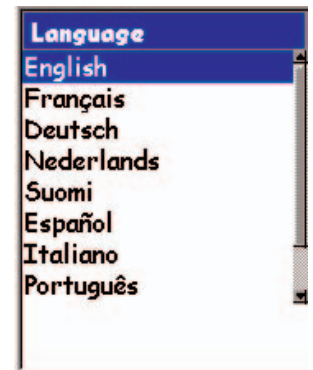 Language
English
Français
Deutsch
Nederlands
Suomi
Español
Italiano
Português